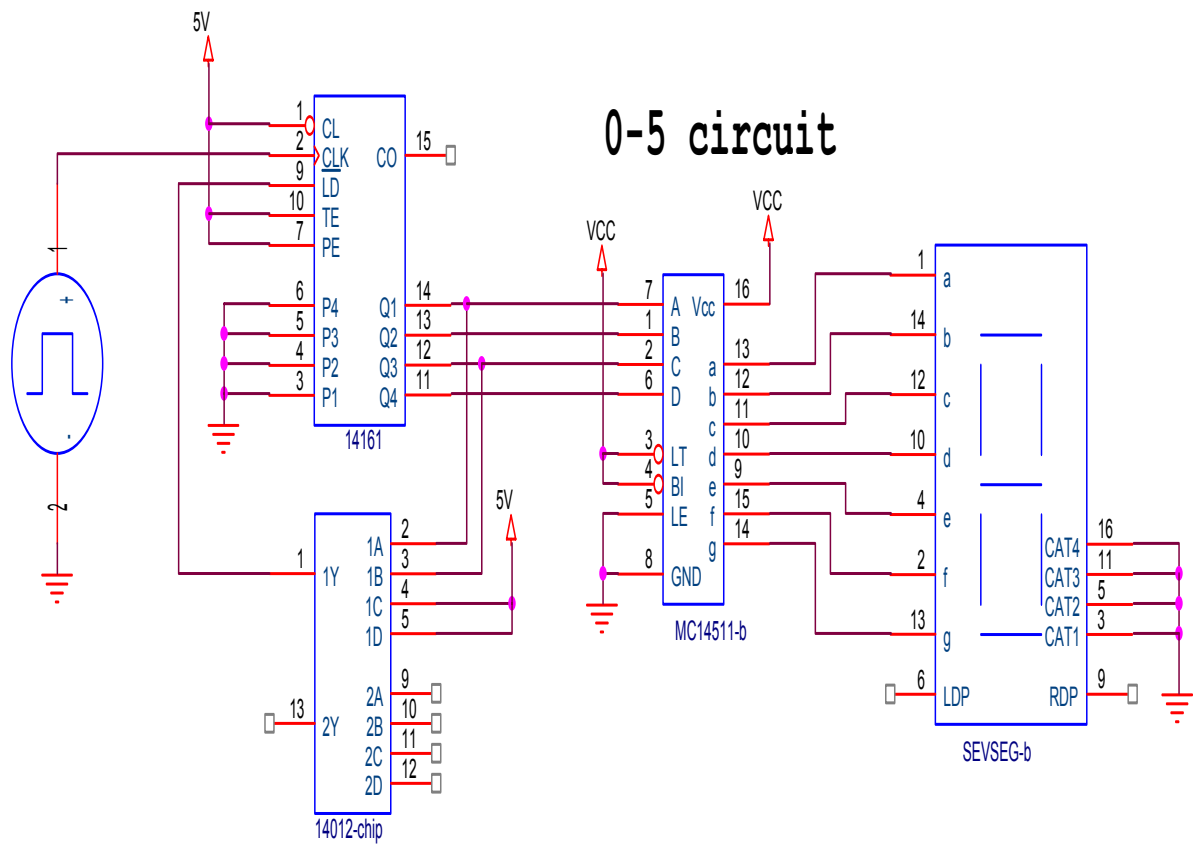 5V
0-5 circuit
1 CL
2 CLK
9 LD
10 TE
7 PE
6 P4
5 P3
4 P2
3 P1
CO 15
Q1 14
Q2 13
Q3 12
Q4 11
14161
1
+
-
2
VCC
VCC
7 A
1 B
2 C
6 D
3 LT
4 BI
5 LE
8 GND
Vcc 16
a 13
b 12
c 11
d 10
e 9
f 15
g 14
MC14511-b
1 a
14 b
12 c
10 d
4 e
2 f
13 g
6 LDP
CAT4 16
CAT3 11
CAT2 5
CAT1 3
RDP 9
SEVSEG-b
5V
1 1Y
13 2Y
1A 2
1B 3
1C 4
1D 5
2A 9
2B 10
2C 11
2D 12
14012-chip